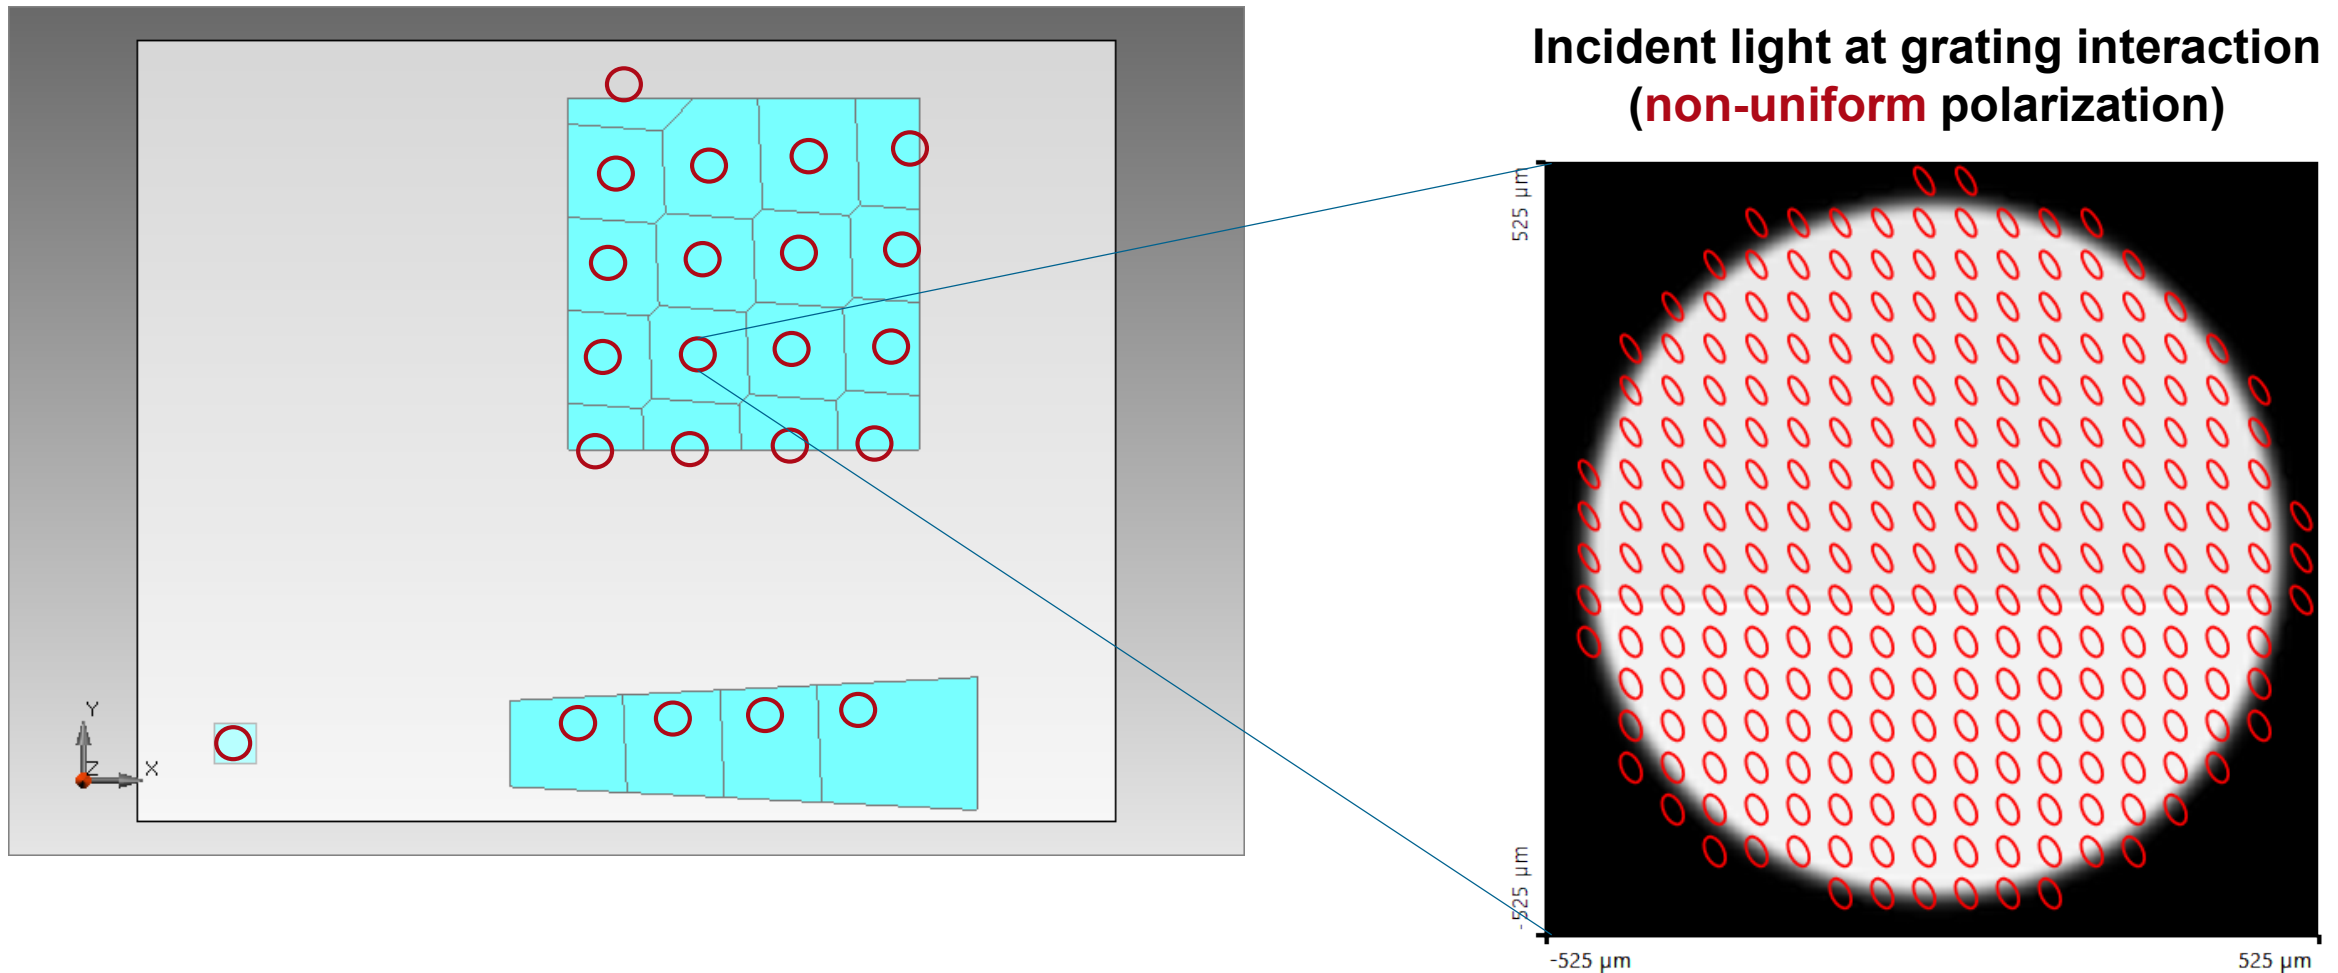 Incident light at grating interaction
(non-uniform polarization)
525 µm
-525 µm
-525 µm
525 µm
Y
Z
X